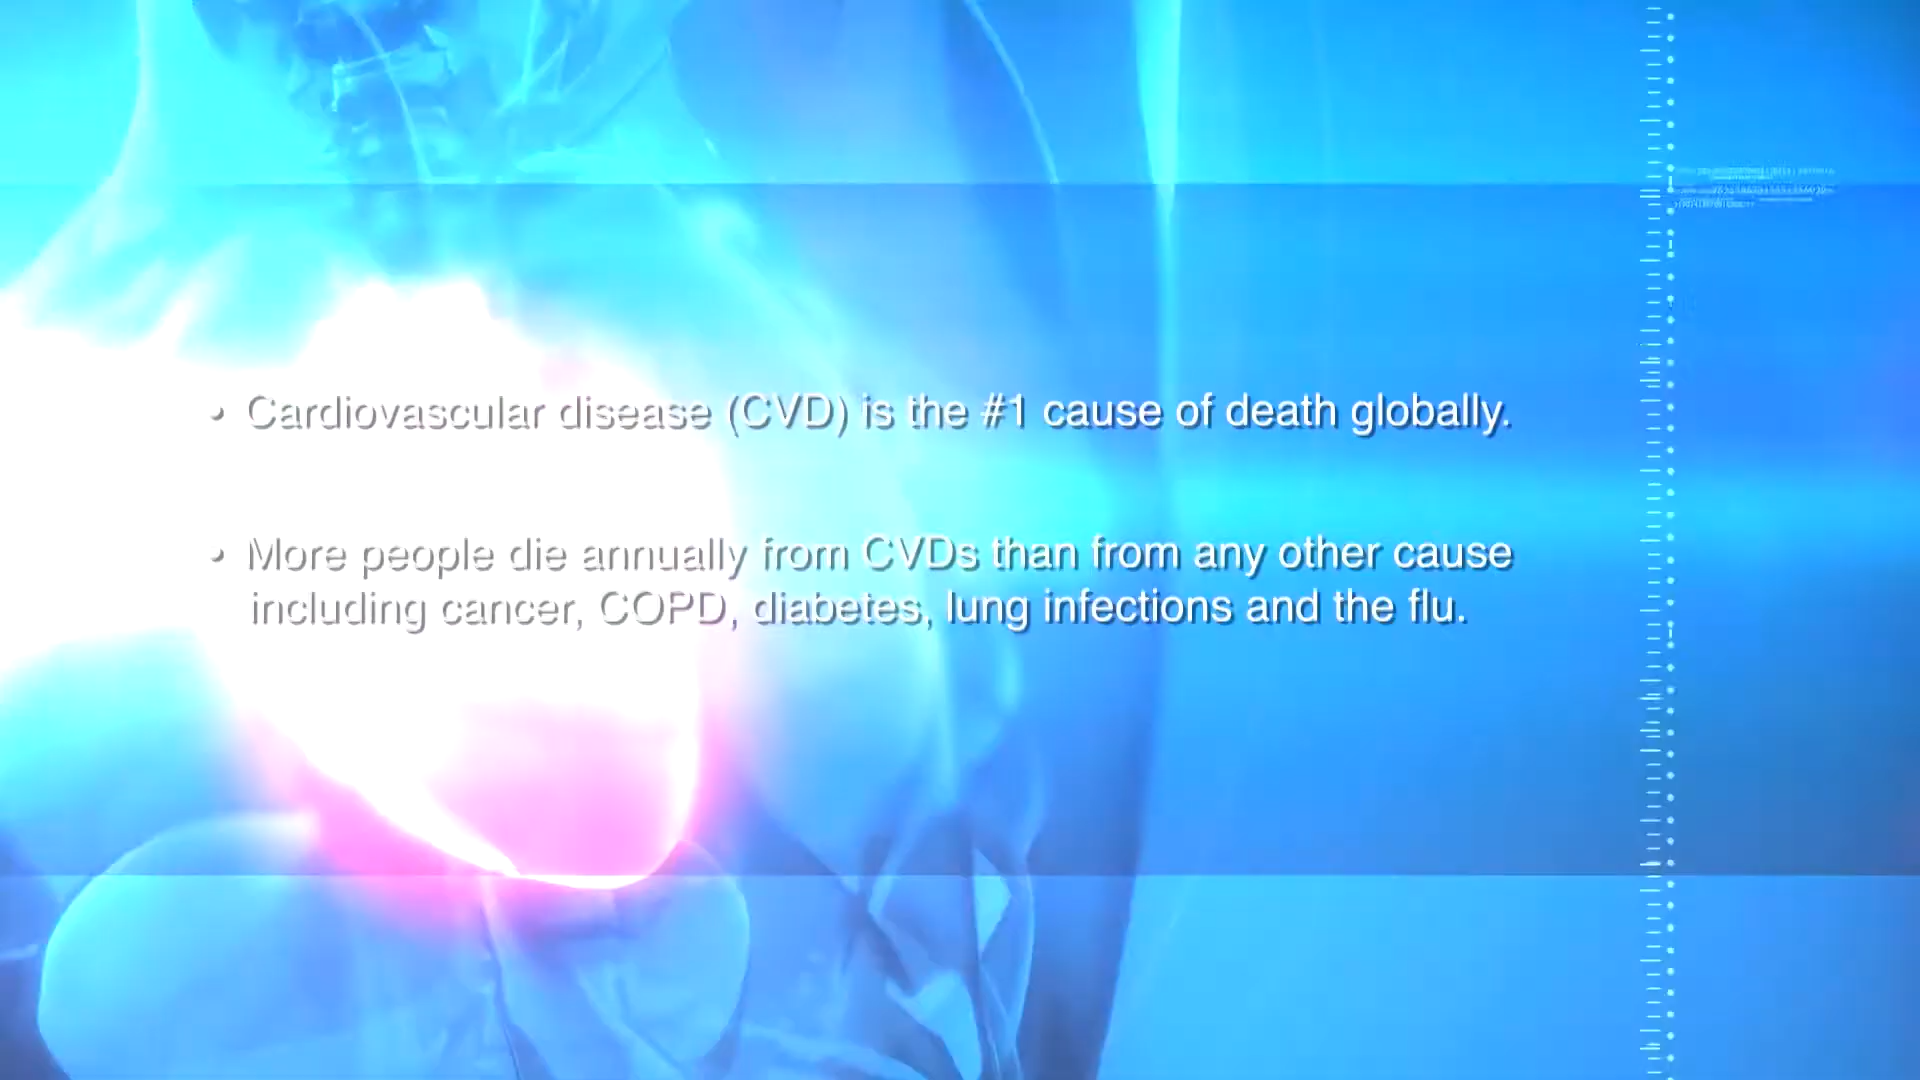 • Cardiovascular disease (CVD) is the #1 cause of death globally.
• More people die annually from CVDs than from any other cause
including cancer, COPD, diabetes, lung infections and the flu.